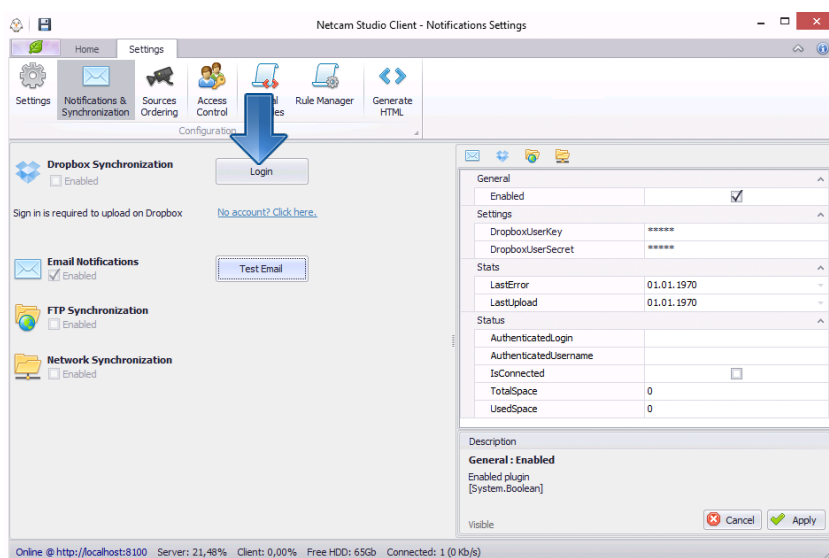 Netcam Studio Client - Notifications Settings
Home
Settings
Settings
Notifications &
Synchronization
Sources
Ordering
Access
Control
Rule Manager
Generate
HTML
Configuration
Dropbox Synchronization
Enabled
Login
Sign in is required to upload on Dropbox
No account? Click here.
Email Notifications
Enabled
Test Email
FTP Synchronization
Enabled
Network Synchronization
Enabled
General
Enabled
Settings
DropboxUserKey *****
DropboxUserSecret *****
Stats
LastError 01.01.1970
LastUpload 01.01.1970
Status
AuthenticatedLogin
AuthenticatedUsername
IsConnected
TotalSpace 0
UsedSpace 0
Description
General : Enabled
Enabled plugin
[System.Boolean]
Visible
Cancel
Apply
Online @ http://localhost:8100 Server: 21,48% Client: 0,00% Free HDD: 65Gb Connected: 1 (0 Kb/s)